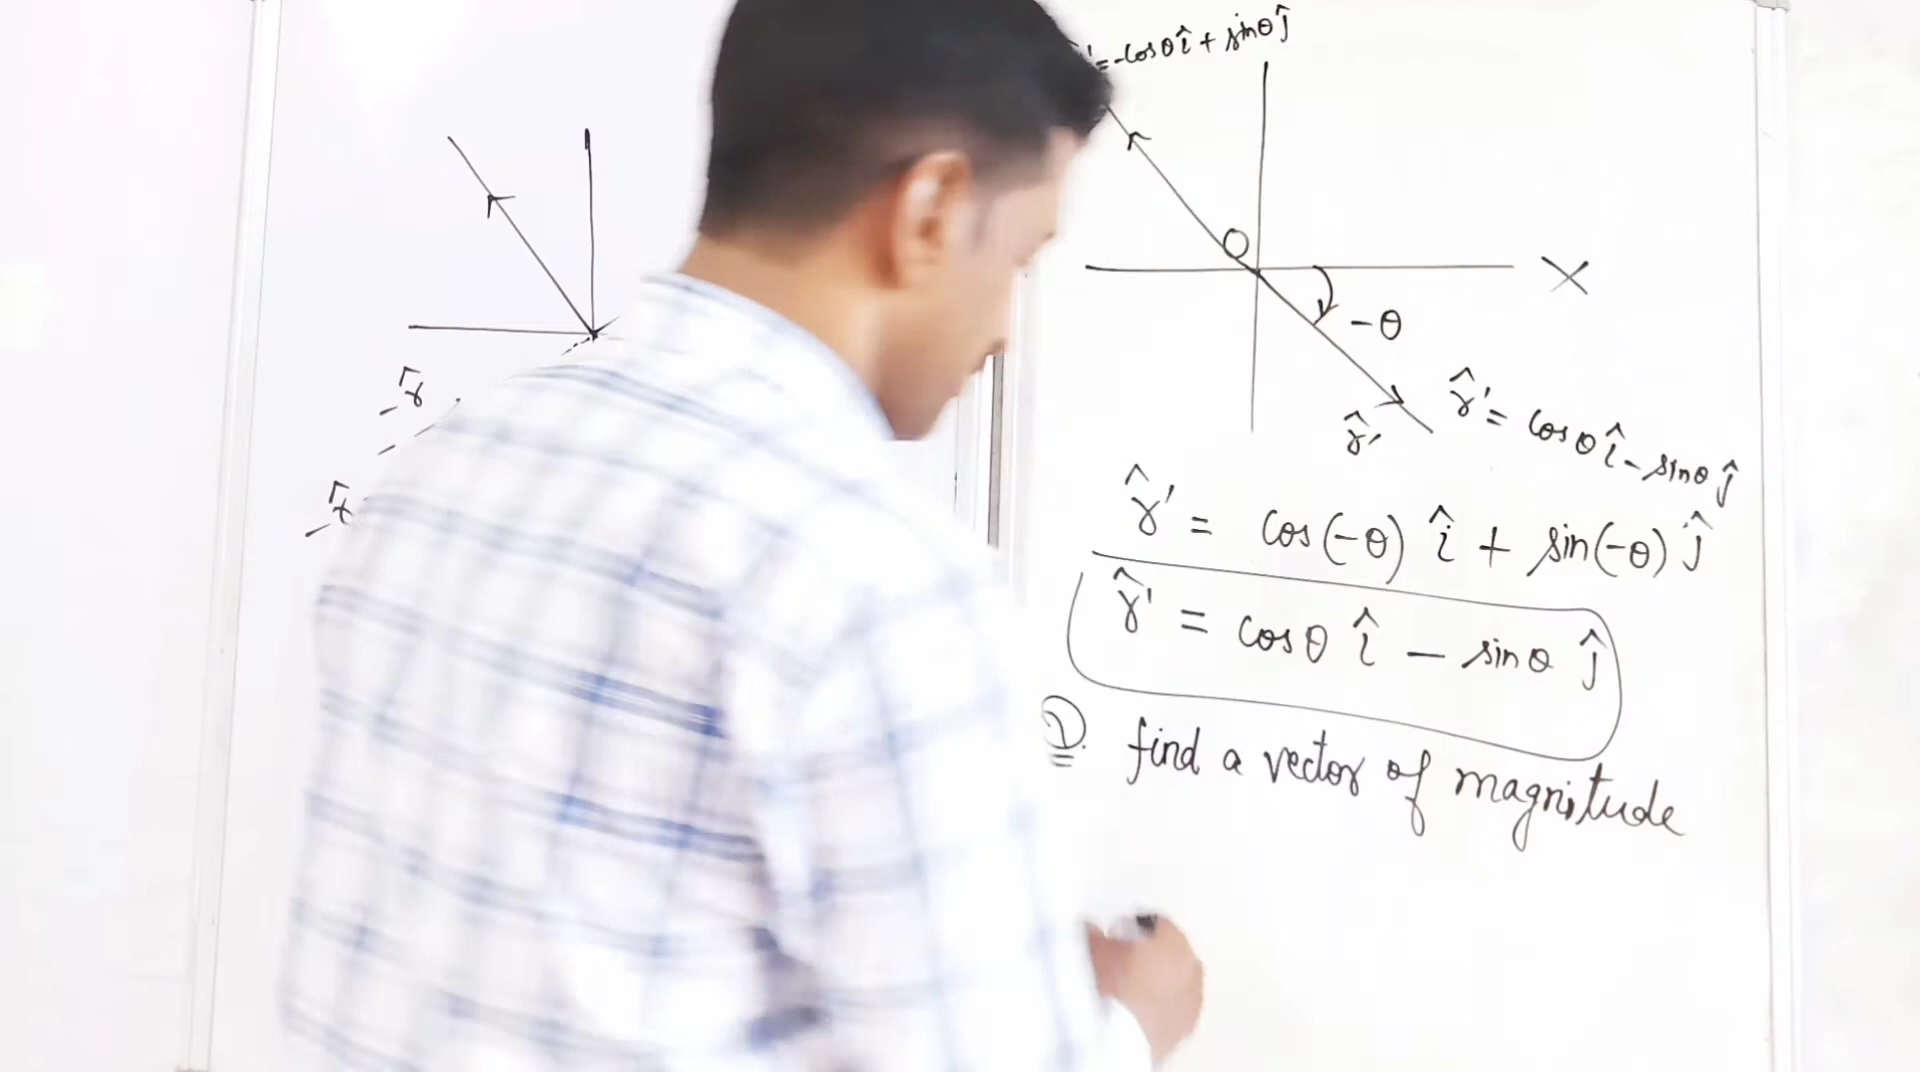 '=-cosθ î + sinθ ĵ
O
X
-θ
r̂'
r̂' = cosθ î - sinθ ĵ
r̂' = cos(-θ) î + sin(-θ) ĵ
r̂' = cosθ î - sinθ ĵ
find a vector of magnitude